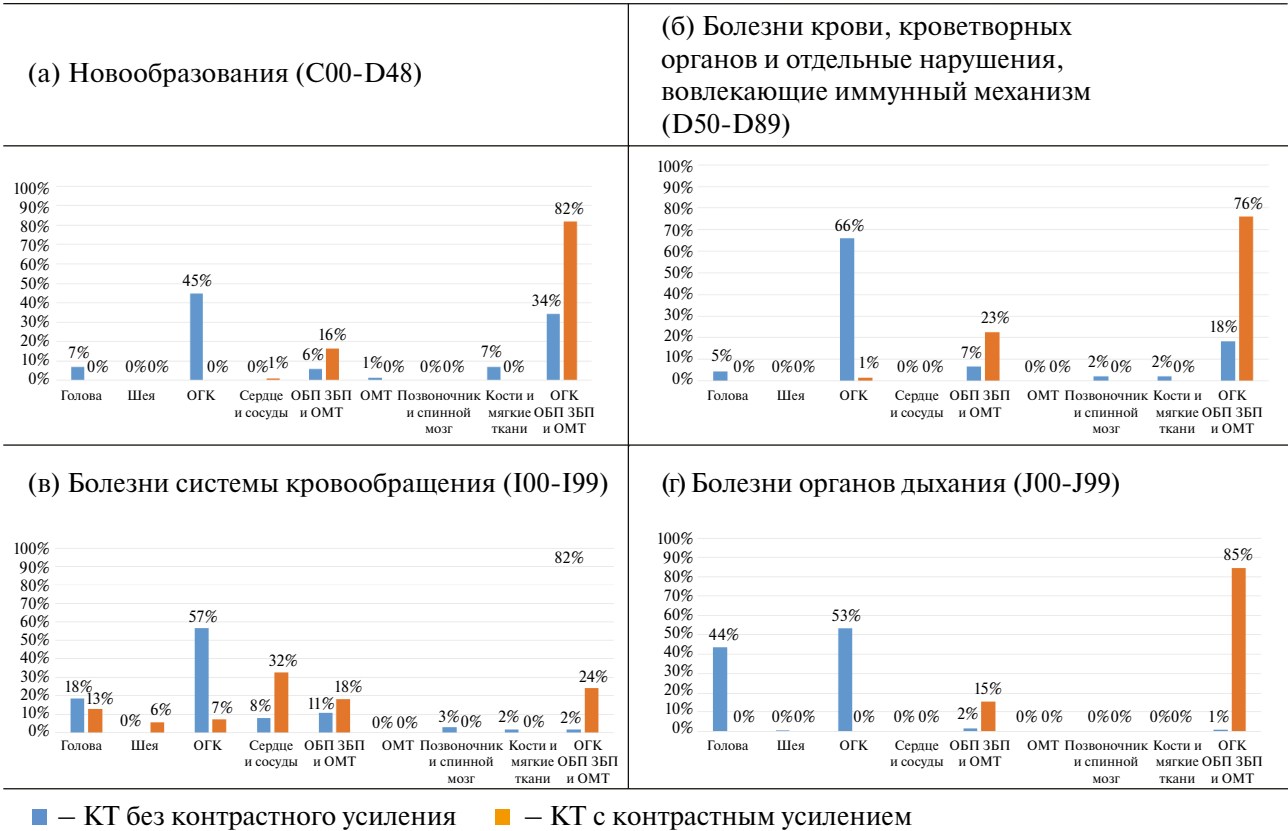 (а) Новообразования (C00-D48)
(б) Болезни крови, кроветворных
органов и отдельные нарушения,
вовлекающие иммунный механизм
(D50-D89)
100%
90%
80%
70%
60%
50%
40%
30%
20%
10%
0%
7% 0% 0% 0% 45% 0% 0% 1% 6% 16% 1% 0% 0% 0% 7% 0% 34% 82%
Голова Шея ОГК Сердце ОБП ЗБП ОМТ Позвоночник Кости и ОГК
и сосуды и ОМТ и спинной мягкие ОБП ЗБП
мозг ткани и ОМТ
100%
90%
80%
70%
60%
50%
40%
30%
20%
10%
0%
5% 0% 0% 0% 66% 1% 0% 0% 7% 23% 0% 0% 2% 0% 2% 0% 18% 76%
Голова Шея ОГК Сердце ОБП ЗБП ОМТ Позвоночник Кости и ОГК
и сосуды и ОМТ и спинной мягкие ОБП ЗБП
мозг ткани и ОМТ
(в) Болезни системы кровообращения (I00-I99)
(г) Болезни органов дыхания (J00-J99)
100%
90%
80%
70%
60%
50%
40%
30%
20%
10%
0%
82%
18% 13% 0% 6% 57% 7% 8% 32% 11% 18% 0% 0% 3% 0% 2% 0% 2% 24%
Голова Шея ОГК Сердце ОБП ЗБП ОМТ Позвоночник Кости и ОГК
и сосуды и ОМТ и спинной мягкие ОБП ЗБП
мозг ткани и ОМТ
100%
90%
80%
70%
60%
50%
40%
30%
20%
10%
0%
44% 0% 0% 0% 53% 0% 0% 0% 2% 15% 0% 0% 0% 0% 0% 0% 1% 85%
Голова Шея ОГК Сердце ОБП ЗБП ОМТ Позвоночник Кости и ОГК
и сосуды и ОМТ и спинной мягкие ОБП ЗБП
мозг ткани и ОМТ
– КТ без контрастного усиления – КТ с контрастным усилением